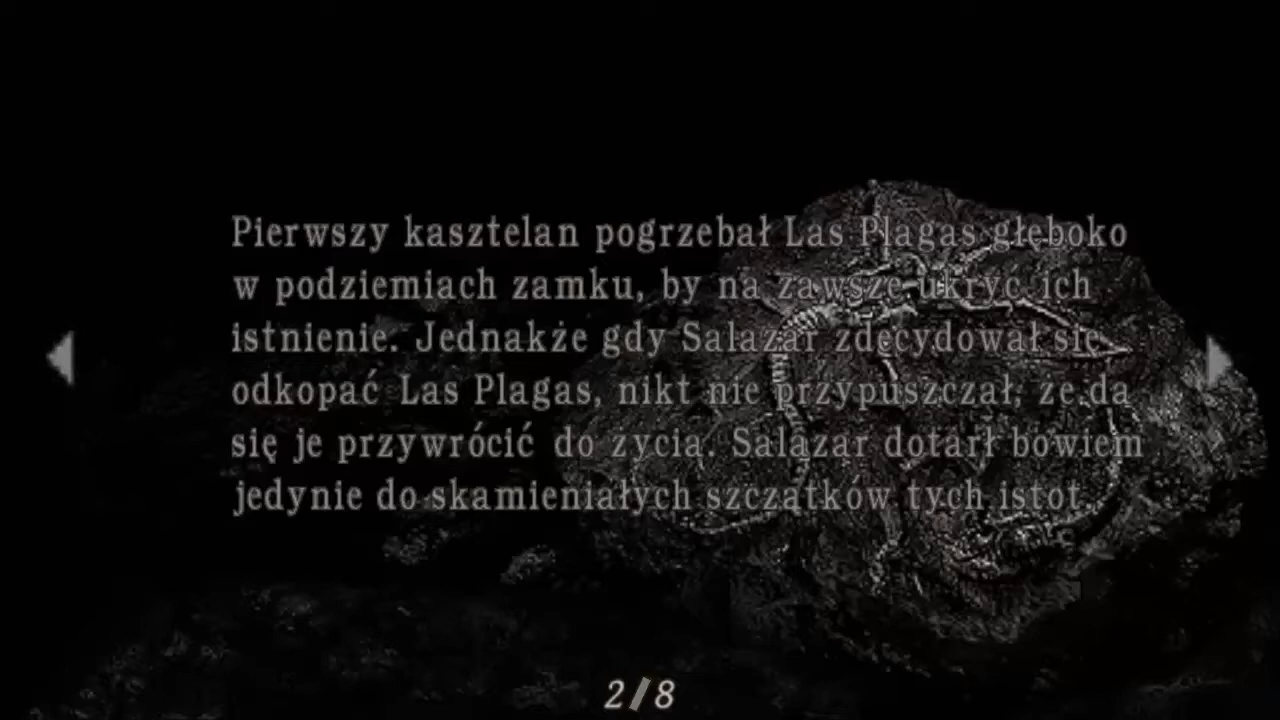 Pierwszy kasztelan pogrzebał Las Plagas głęboko
w podziemiach zamku, by na zawsze ukryć ich
istnienie. Jednakże gdy Salazar zdecydował się
odkopać Las Plagas, nikt nie przypuszczał, że da
się je przywrócić do zycia. Salazar dotarł bowiem
jedynie do skamieniałych szczątków tych istot.
2/8